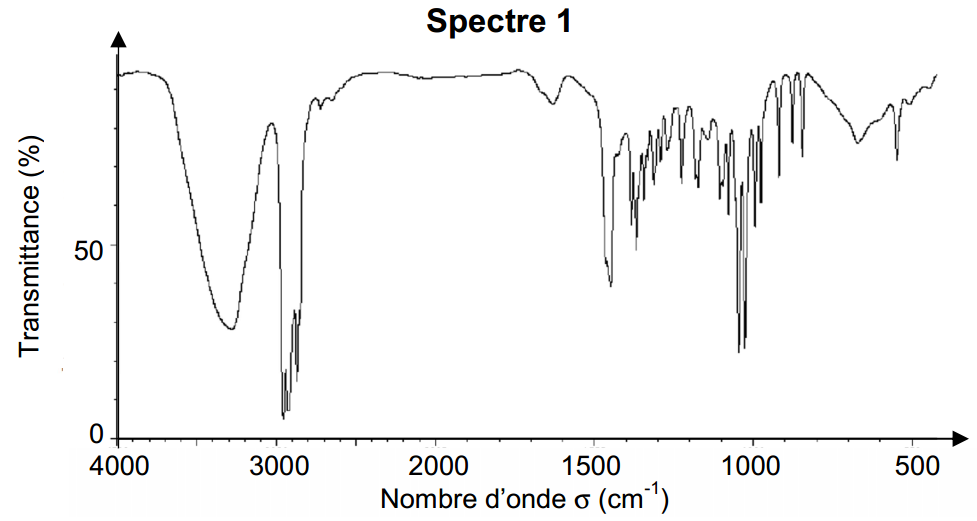 Spectre 1
Transmittance (%)
50
0
4000 3000 2000 1500 1000 500
Nombre d’onde σ (cm⁻¹)